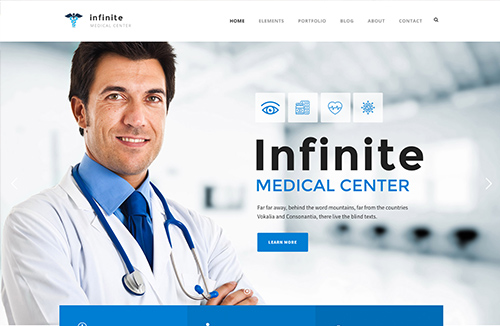 infinite
MEDICAL CENTER
HOME ELEMENTS PORTFOLIO BLOG ABOUT CONTACT
Infinite
MEDICAL CENTER
Far far away, behind the word mountains, far from the countries
Vokalia and Consonantia, there live the blind texts.
LEARN MORE